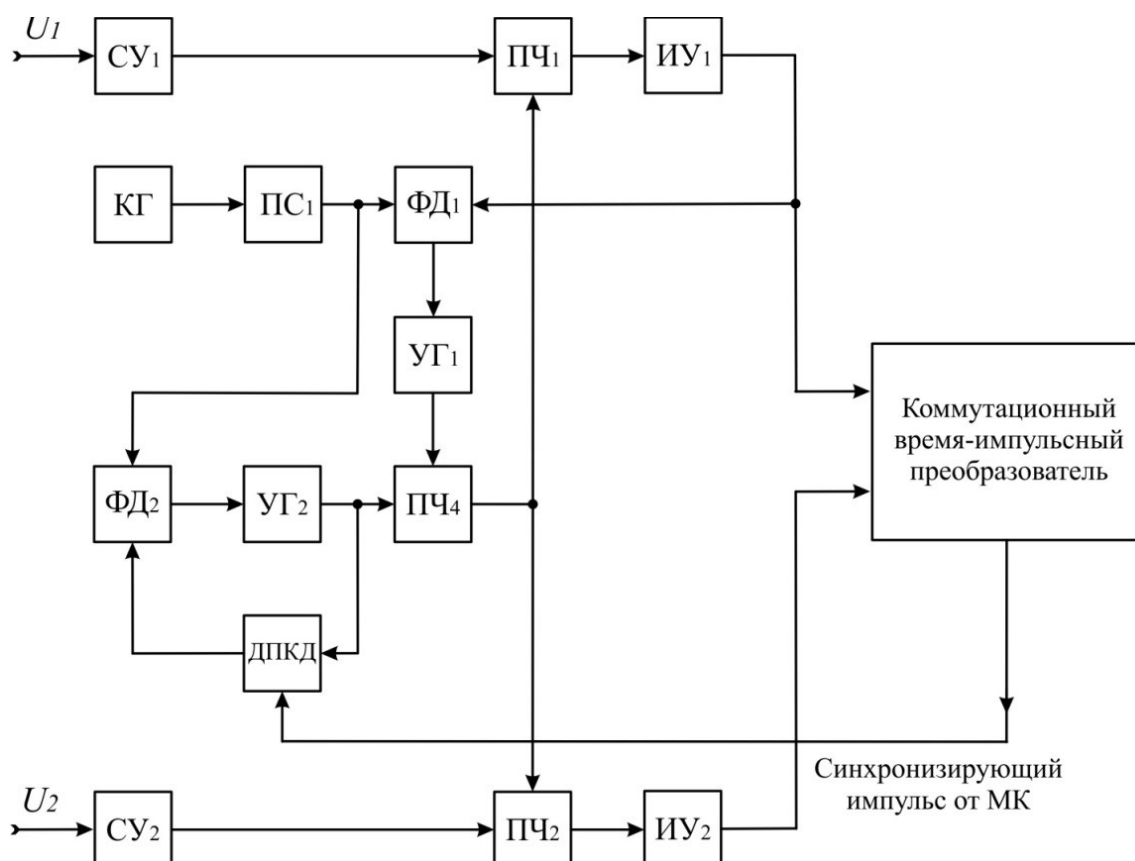 U₁
СУ₁
ПЧ₁
ИУ₁
КГ
ПС₁
ФД₁
УГ₁
Коммутационный
время-импульсный
преобразователь
ФД₂
УГ₂
ПЧ₄
ДПКД
Синхронизирующий
импульс от МК
U₂
СУ₂
ПЧ₂
ИУ₂